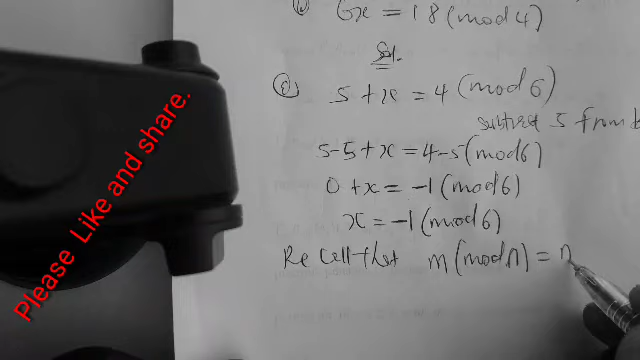 b) 6x = 18 (mod 4)
Sol.
a) 5 + x = 4 (mod 6)
subtract 5 from b
5-5+x = 4-5 (mod 6)
0 + x = -1 (mod 6)
x = -1 (mod 6)
Recall that m (mod n) = n
Please Like and share.